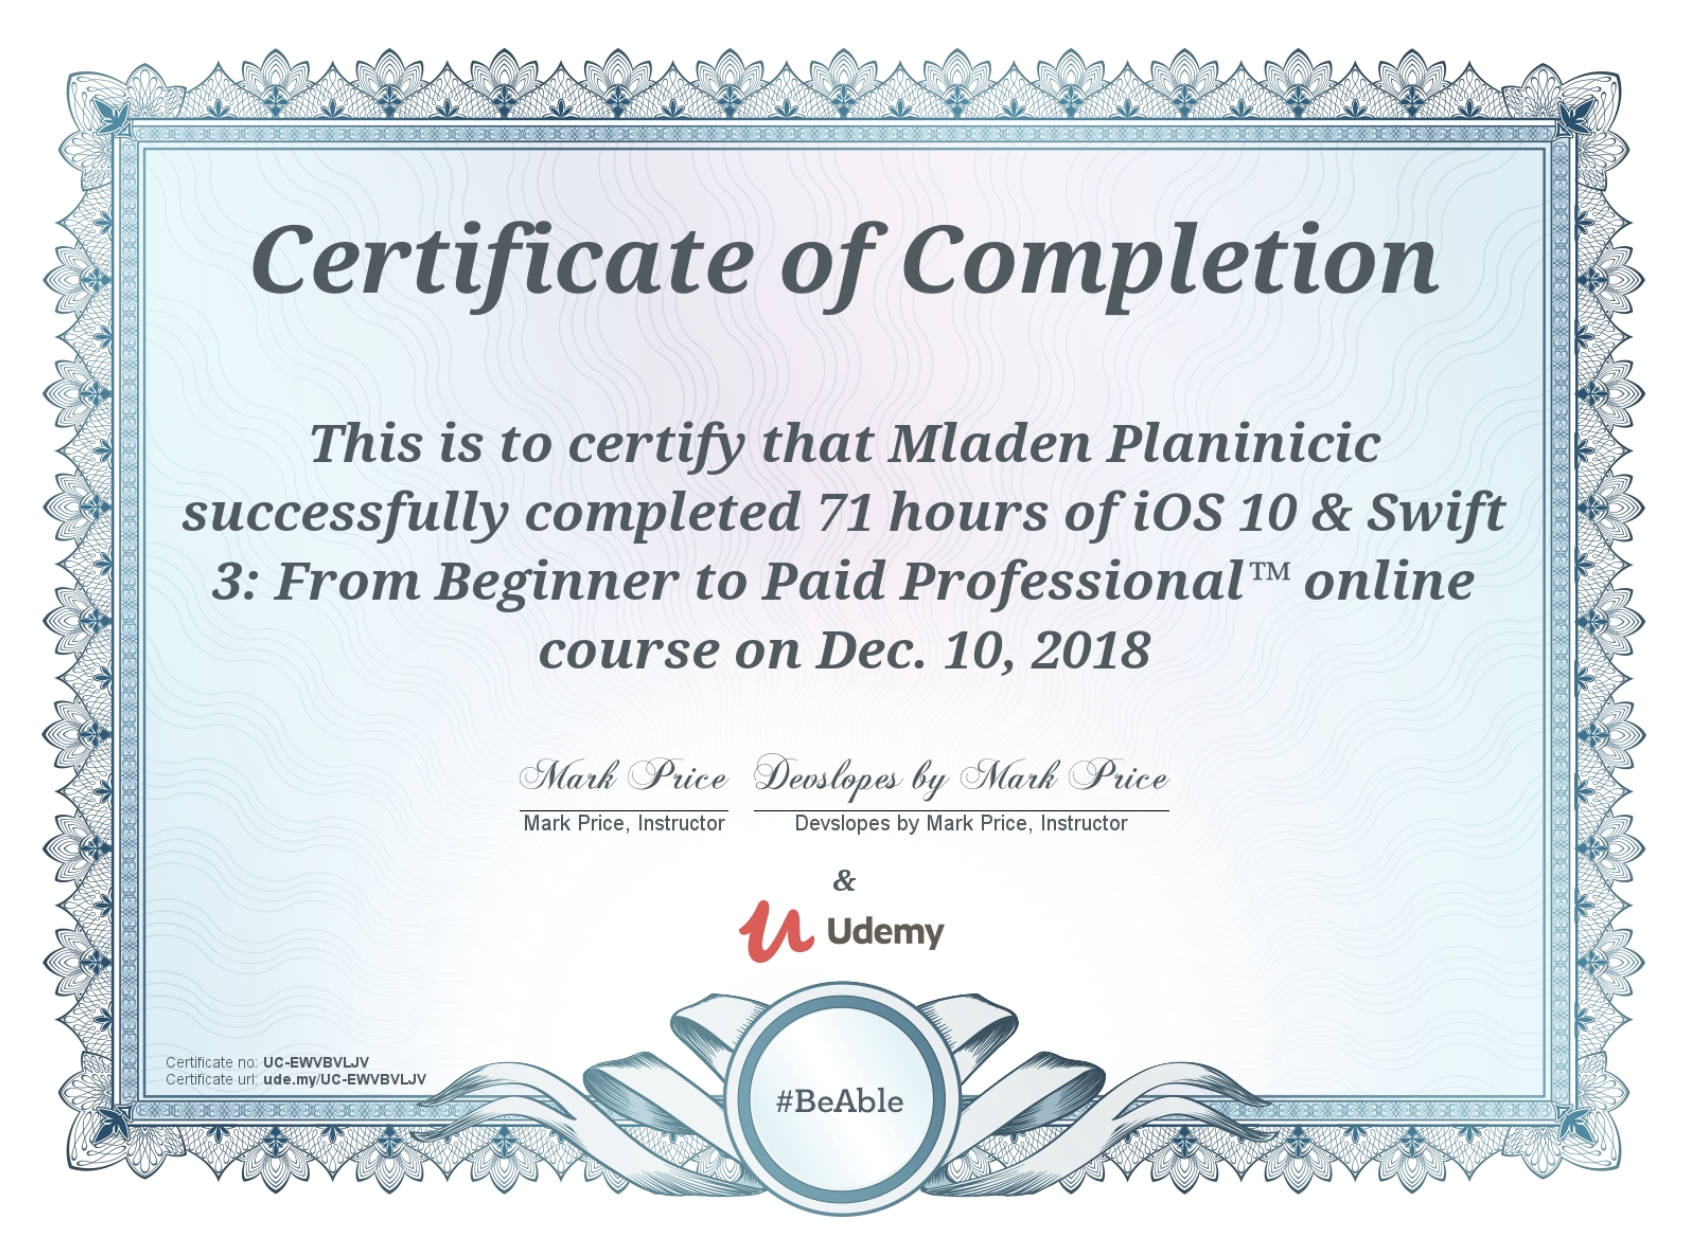 Certificate of Completion
This is to certify that Mladen Planinicic
successfully completed 71 hours of iOS 10 & Swift
3: From Beginner to Paid Professional™ online
course on Dec. 10, 2018
Mark Price Devslopes by Mark Price
Mark Price, Instructor Devslopes by Mark Price, Instructor
&
Udemy
Certificate no: UC-EWVBVLJV
Certificate url: ude.my/UC-EWVBVLJV
#BeAble